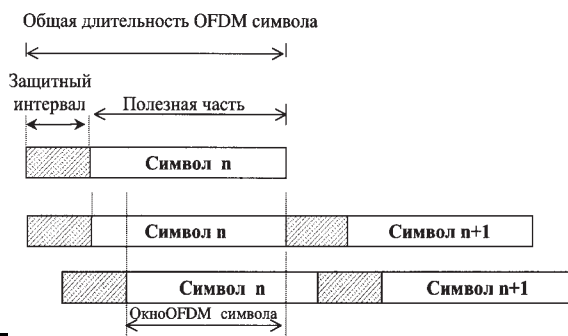 Общая длительность OFDM символа
Защитный
интервал
Полезная часть
Символ n
Символ n
Символ n+1
Символ n
Символ n+1
ОкноOFDM символа